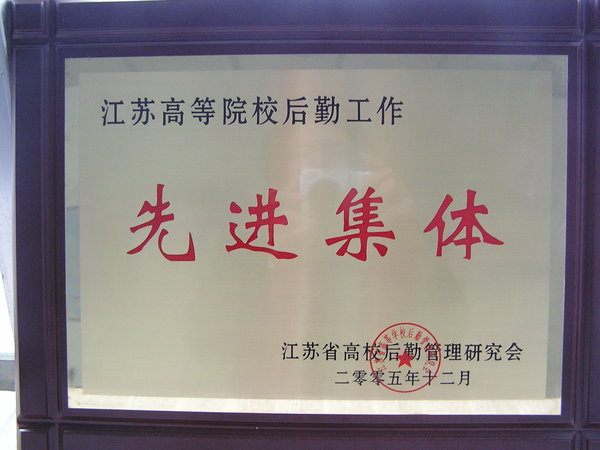 江苏高等院校后勤工作
先进集体
江苏省高校后勤管理研究会
二零零五年十二月